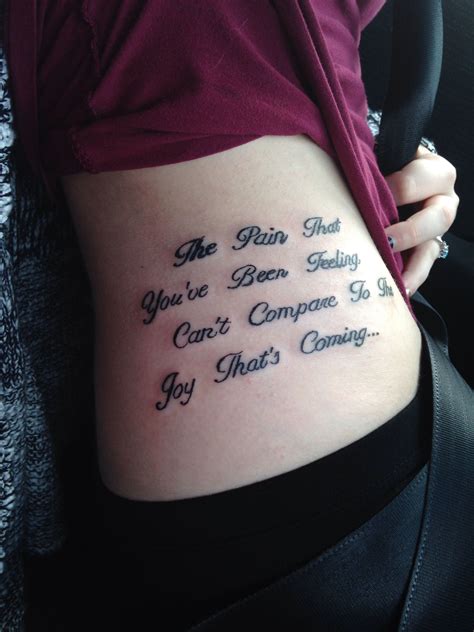 The Pain That
You've Been Feeling,
Can't Compare To The
Joy That's Coming...